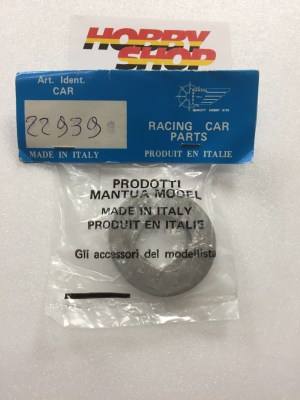 HOBBY
SHOP
Art. Ident.
CAR
22939
RACING CAR
PARTS
MADE IN ITALY
PRODUIT EN ITALIE
PRODOTTI
MANTUA MODEL
MADE IN ITALY
PRODUIT EN ITALIE
Gli accessori del modellista